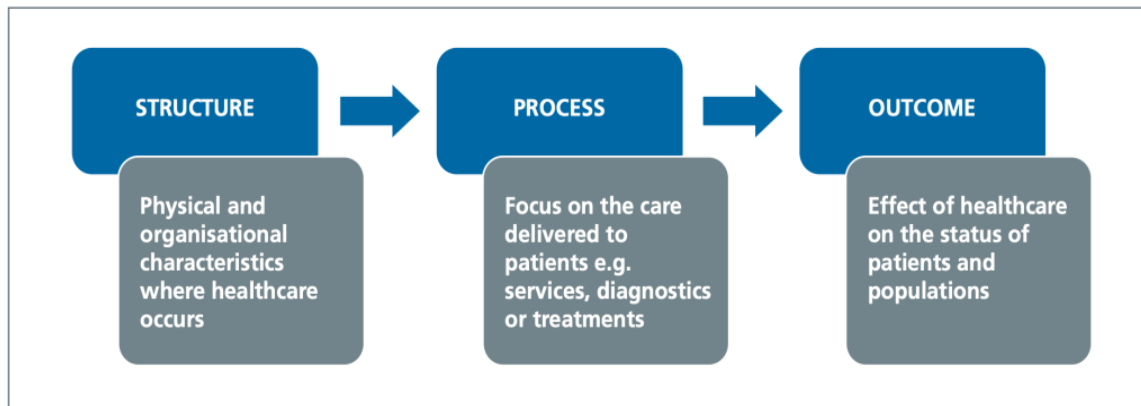 STRUCTURE
Physical and
organisational
characteristics
where healthcare
occurs
PROCESS
Focus on the care
delivered to
patients e.g.
services, diagnostics
or treatments
OUTCOME
Effect of healthcare
on the status of
patients and
populations